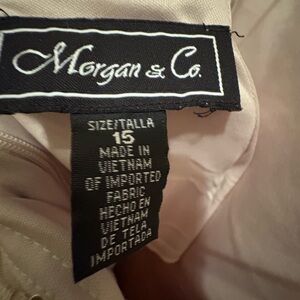 Morgan & Co.
SIZE/TALLA
15
MADE IN
VIETNAM
OF IMPORTED
FABRIC
HECHO EN
VIETNAM
DE TELA
IMPORTADA